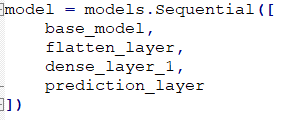 model = models.Sequential([
    base_model,
    flatten_layer,
    dense_layer_1,
    prediction_layer
])